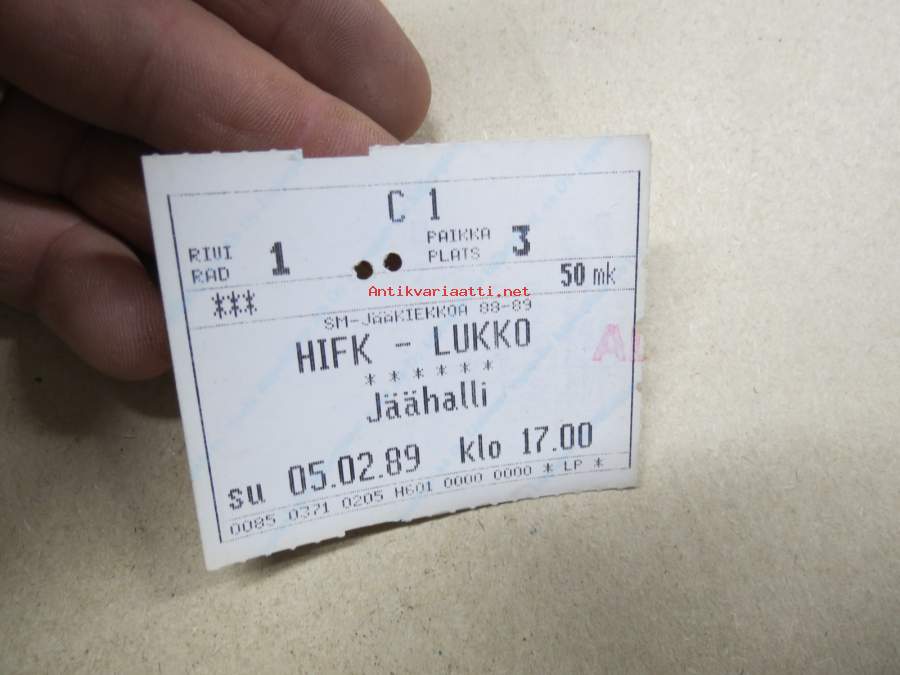 C 1
RIVI 1 PAIKKA 3
RAD PLATS
50 mk
***
Antikvariaatti.net
SM-JääKIEKKOA 88-89
HIFK - LUKKO
* * * * * *
Jäähalli
su 05.02.89 klo 17.00
0085 0371 0205 H601 0000 0000 * LP *